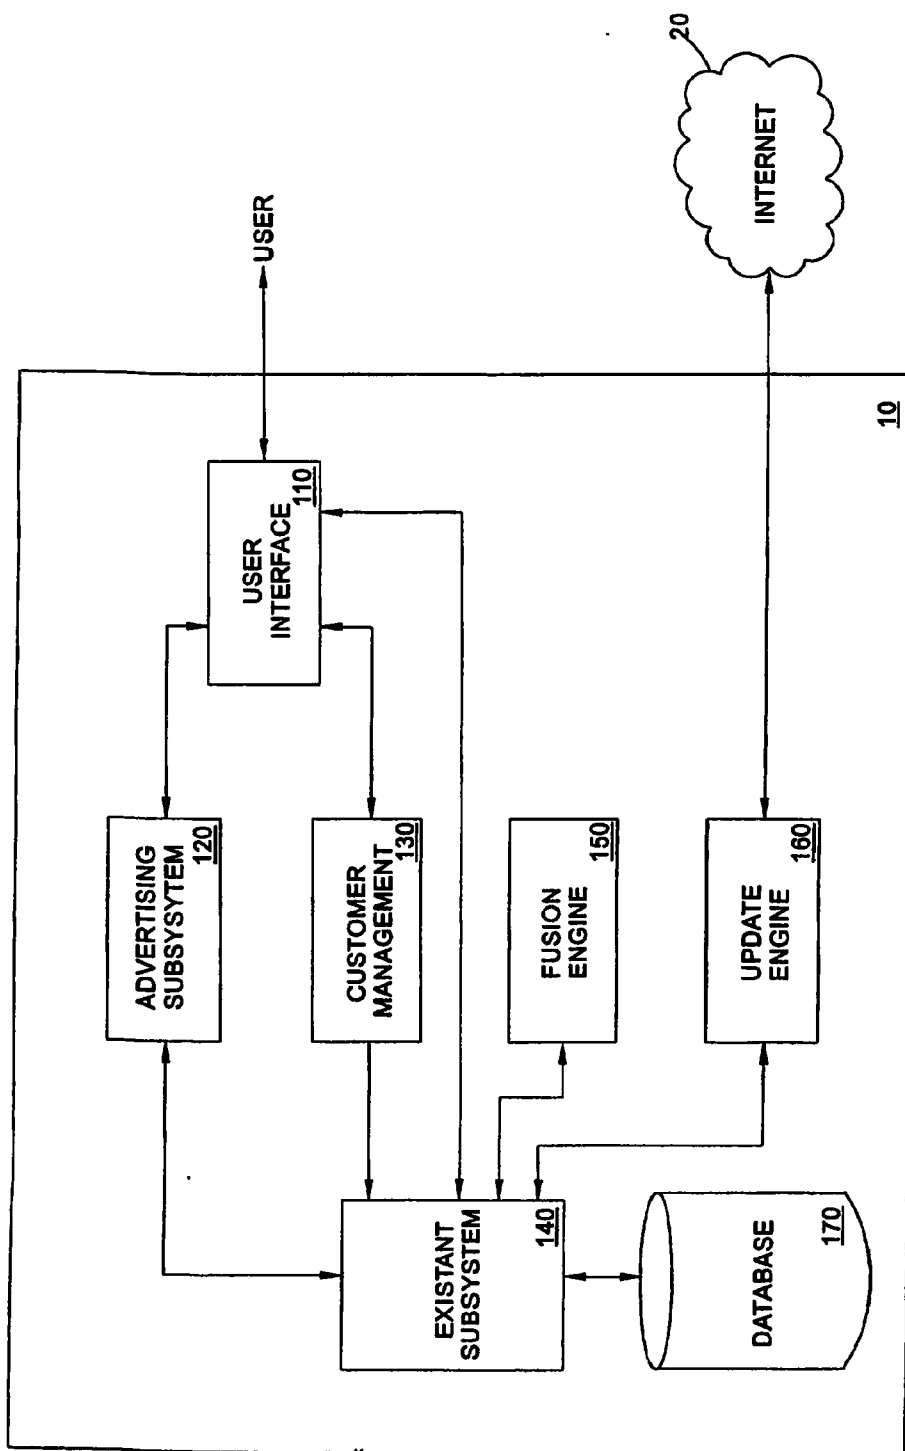 USER
20
INTERNET
10
USER
INTERFACE
110
ADVERTISING
SUBSYTEM
120
CUSTOMER
MANAGEMENT
130
FUSION
ENGINE
150
UPDATE
ENGINE
160
EXISTANT
SUBSYSTEM
140
DATABASE
170